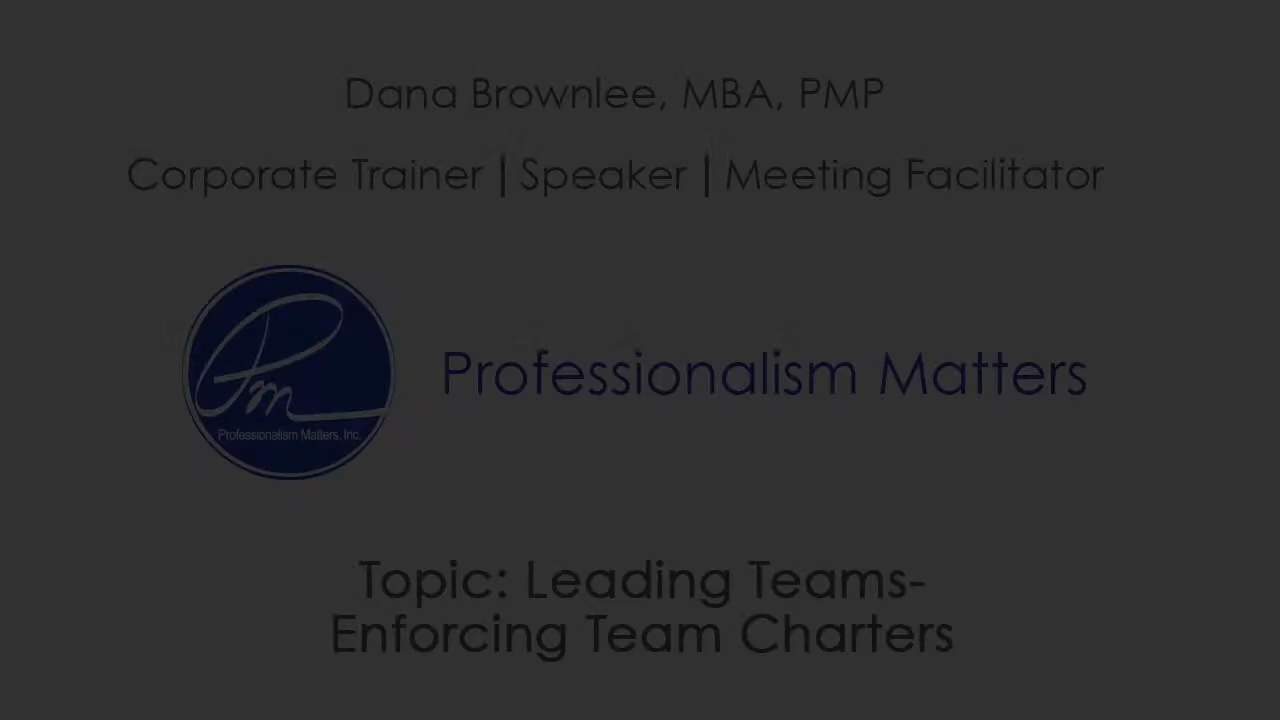 Dana Brownlee, MBA, PMP
Corporate Trainer | Speaker | Meeting Facilitator
Pm
Professionalism Matters, Inc.
Professionalism Matters
Topic: Leading Teams-
Enforcing Team Charters